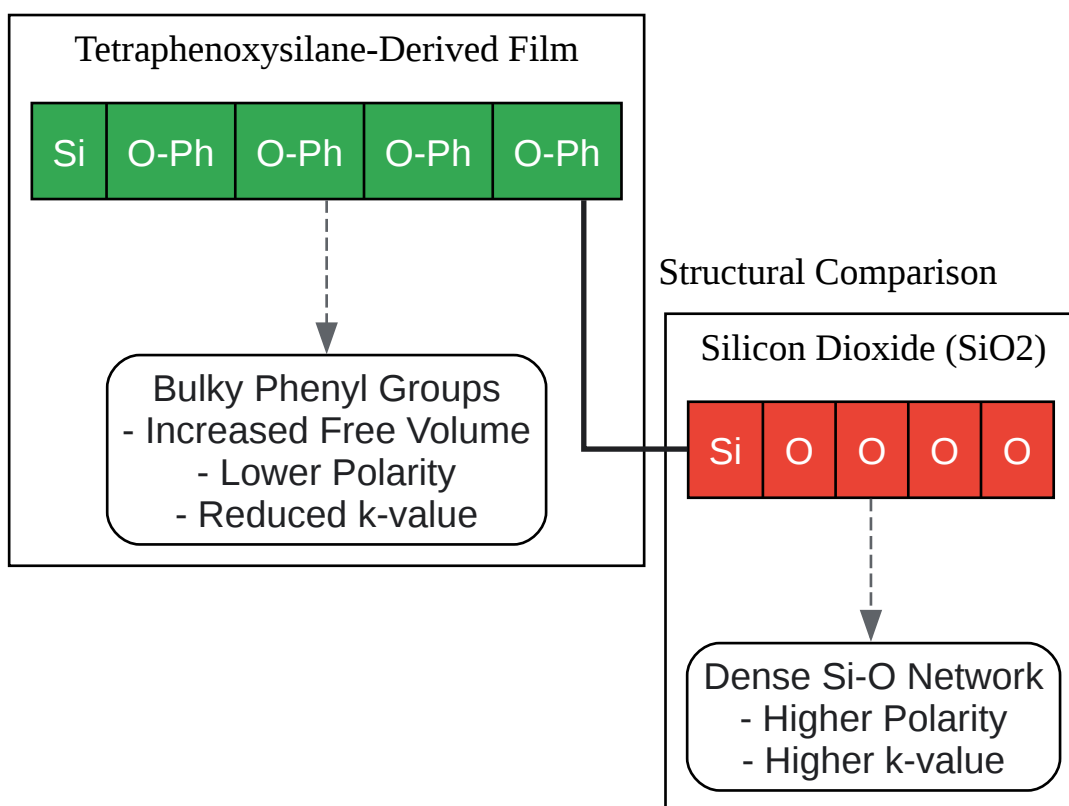 Tetraphenoxysilane-Derived Film
Si O-Ph O-Ph O-Ph O-Ph
Bulky Phenyl Groups
- Increased Free Volume
- Lower Polarity
- Reduced k-value
Structural Comparison
Silicon Dioxide (SiO2)
Si O O O O
Dense Si-O Network
- Higher Polarity
- Higher k-value